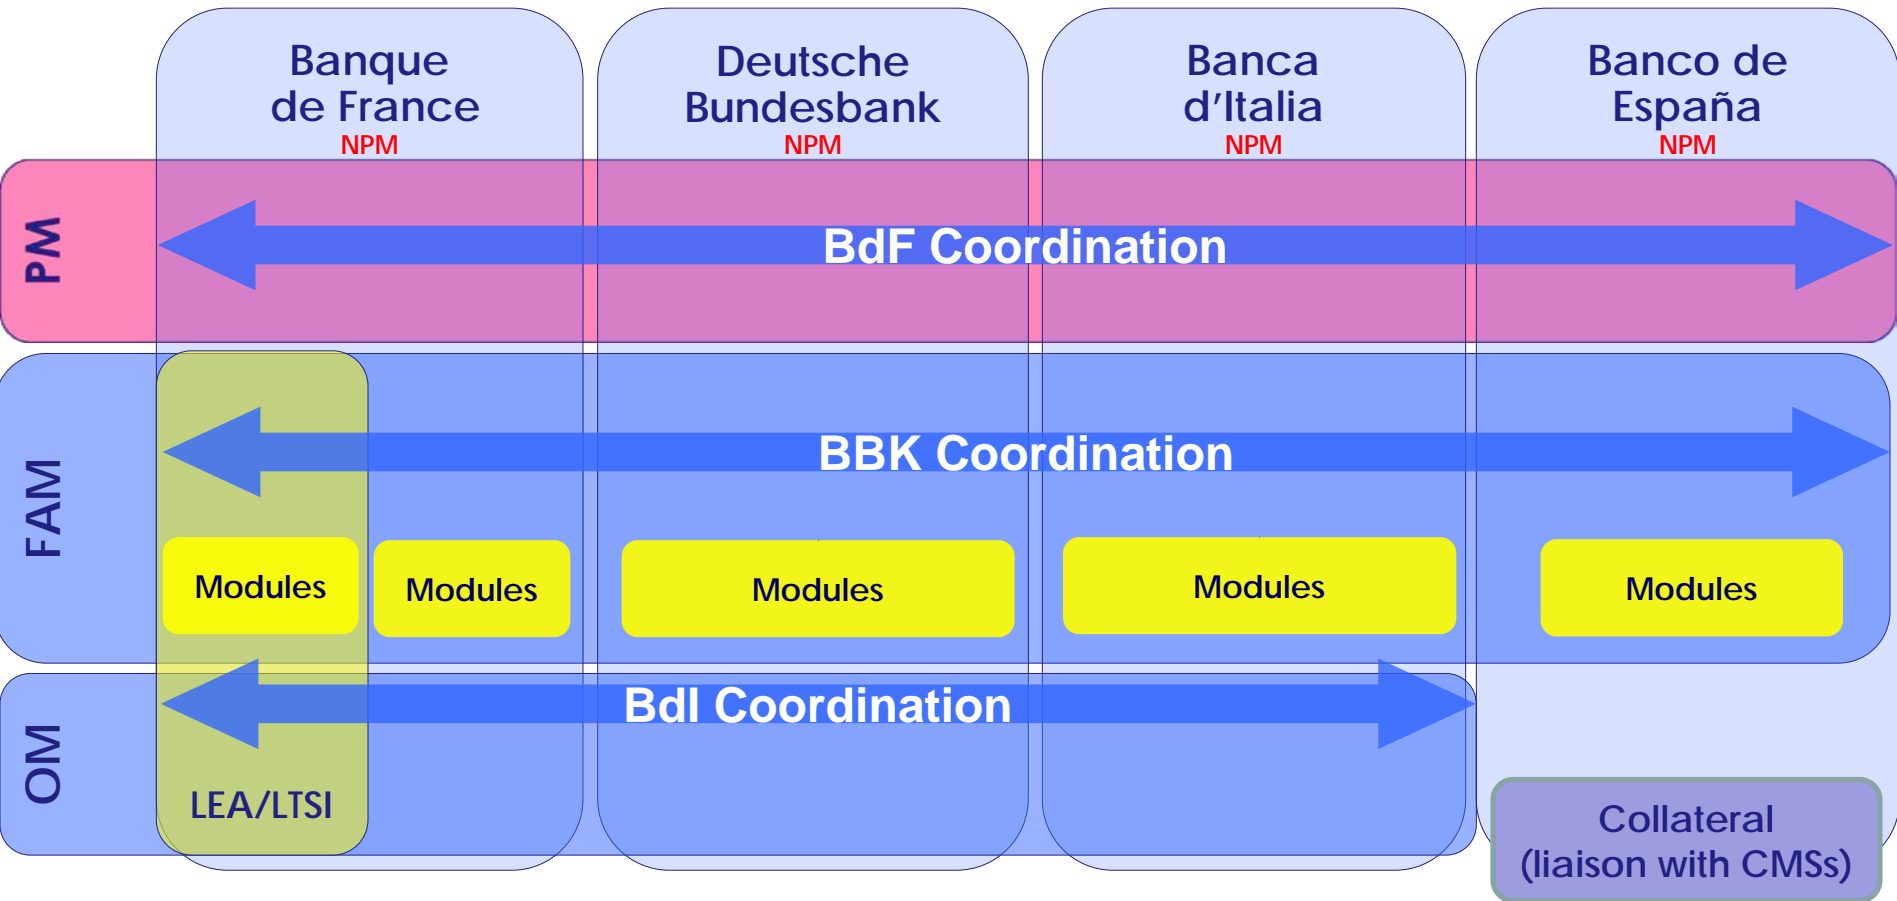 Banque
de France
NPM
Deutsche
Bundesbank
NPM
Banca
d'Italia
NPM
Banco de
España
NPM
PM
BdF Coordination
FAM
BBK Coordination
Modules
Modules
Modules
Modules
Modules
OM
BdI Coordination
LEA/LTSI
Collateral
(liaison with CMSs)